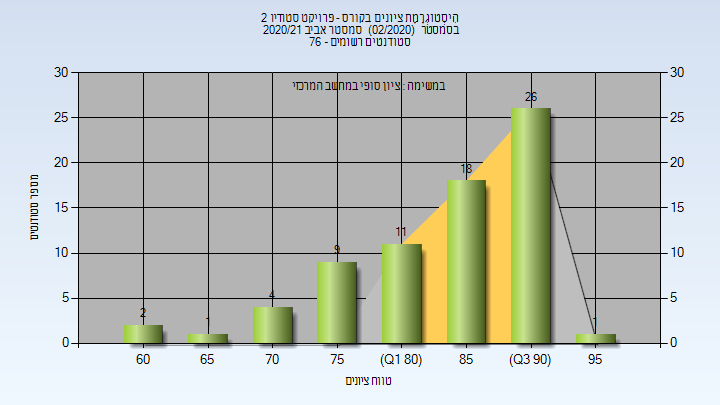 היסטוגרמת ציונים בקורס - פרויקט סטודיו 2
בסמסטר (02/2020) סמסטר אביב 2020/21
סטודנטים רשומים - 76
במשימה : ציון סופי במחשב המרכזי
30 30
25 25
20 20
15 15
10 10
5 5
0 0
מספר סטודנטים
2 1 4 9 11 18 26 1
60 65 70 75 (Q1 80) 85 (Q3 90) 95
טווח ציונים